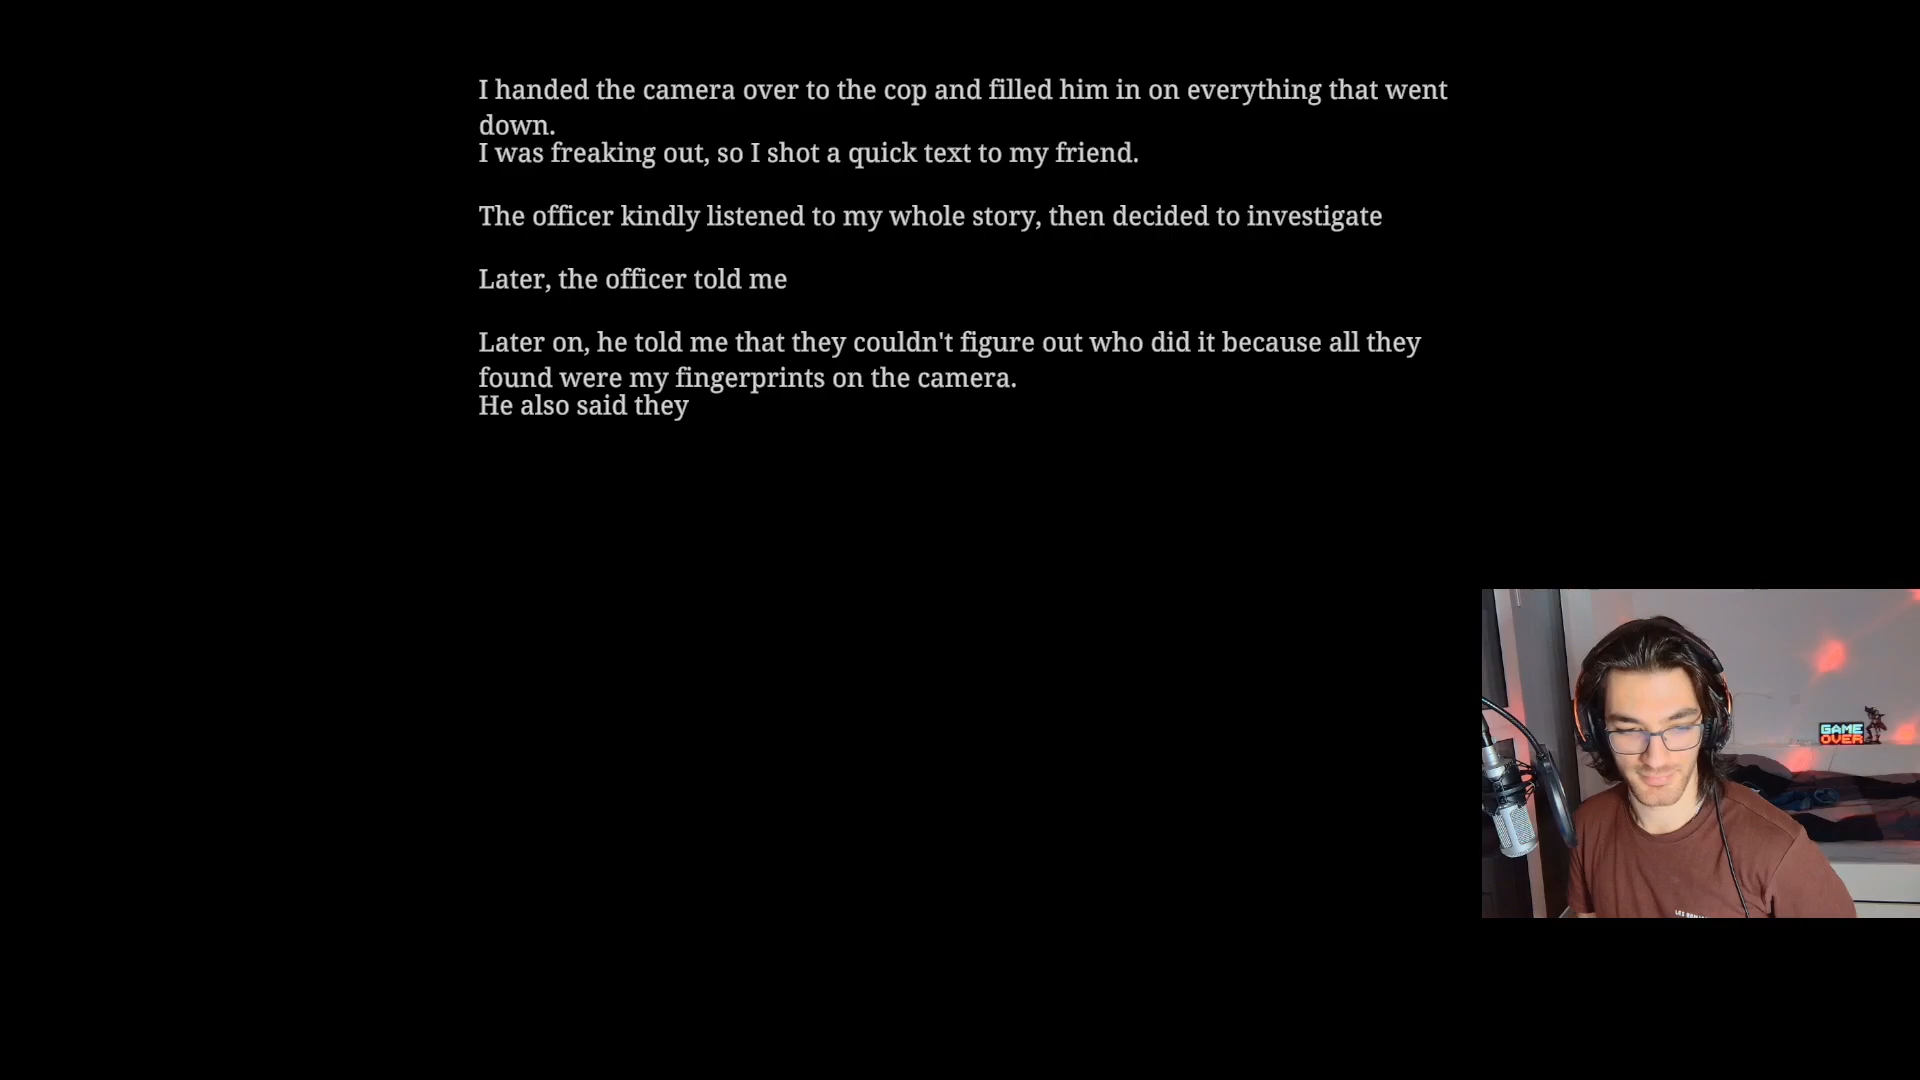 I handed the camera over to the cop and filled him in on everything that went
down.
I was freaking out, so I shot a quick text to my friend.
The officer kindly listened to my whole story, then decided to investigate
Later, the officer told me
Later on, he told me that they couldn't figure out who did it because all they
found were my fingerprints on the camera.
He also said they
GAME
OVER